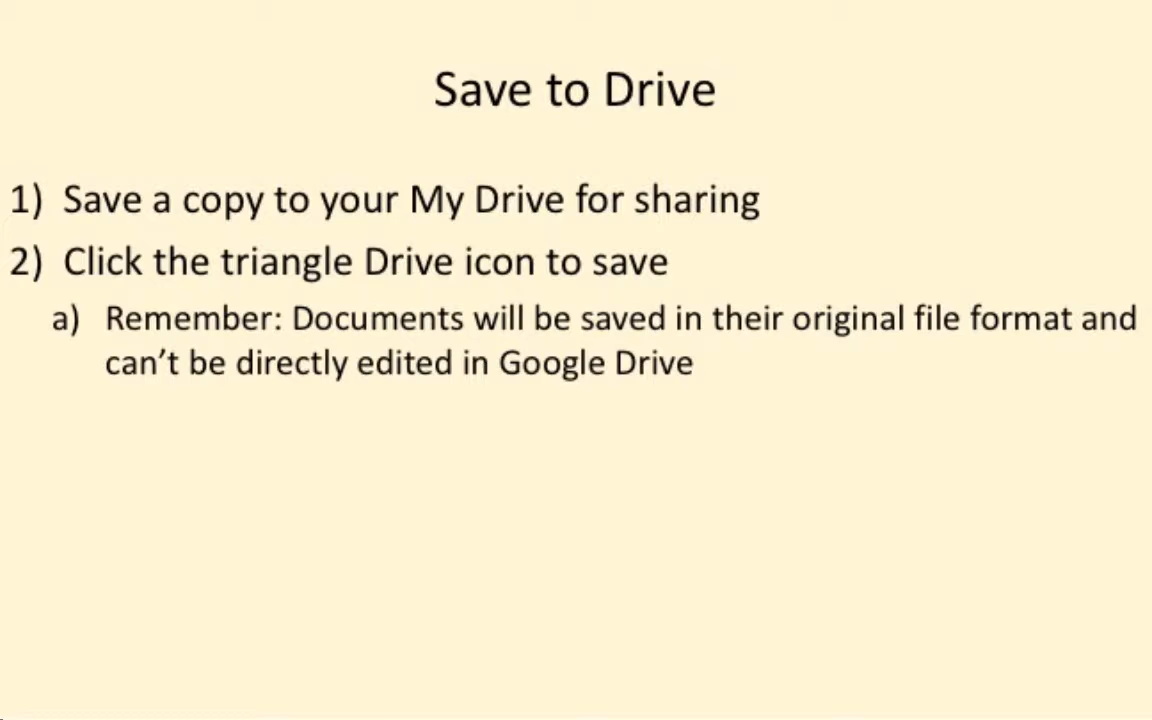 Save to Drive
1) Save a copy to your My Drive for sharing
2) Click the triangle Drive icon to save
a) Remember: Documents will be saved in their original file format and
can’t be directly edited in Google Drive